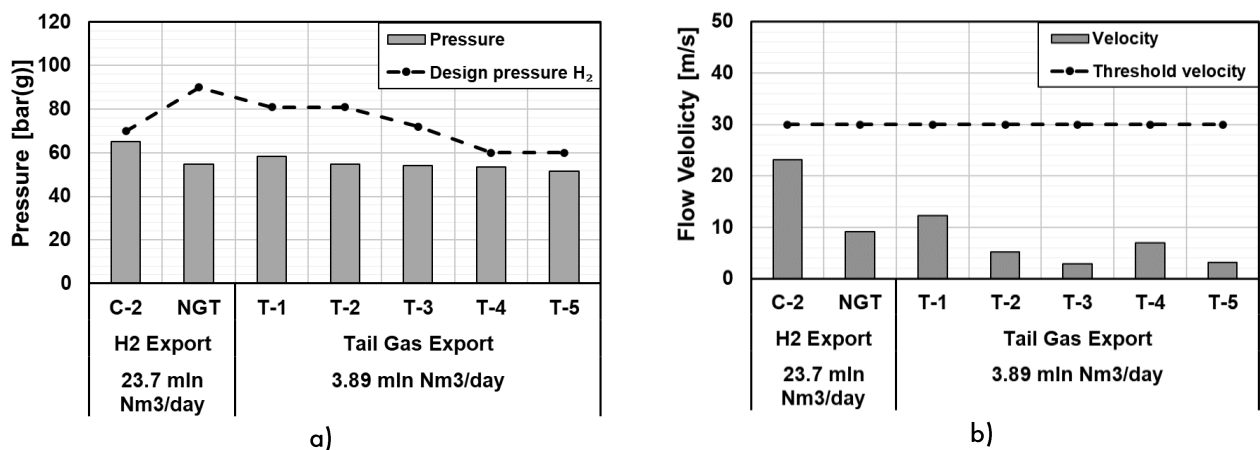 120
100
80
60
40
20
0
Pressure [bar(g)]
Pressure
Design pressure H₂
C-2 NGT T-1 T-2 T-3 T-4 T-5
H2 Export Tail Gas Export
23.7 mln
Nm3/day
3.89 mln Nm3/day
a)
50
40
30
20
10
0
Flow Velolicty [m/s]
Velocity
Threshold velocity
C-2 NGT T-1 T-2 T-3 T-4 T-5
H2 Export Tail Gas Export
23.7 mln
Nm3/day
3.89 mln Nm3/day
b)